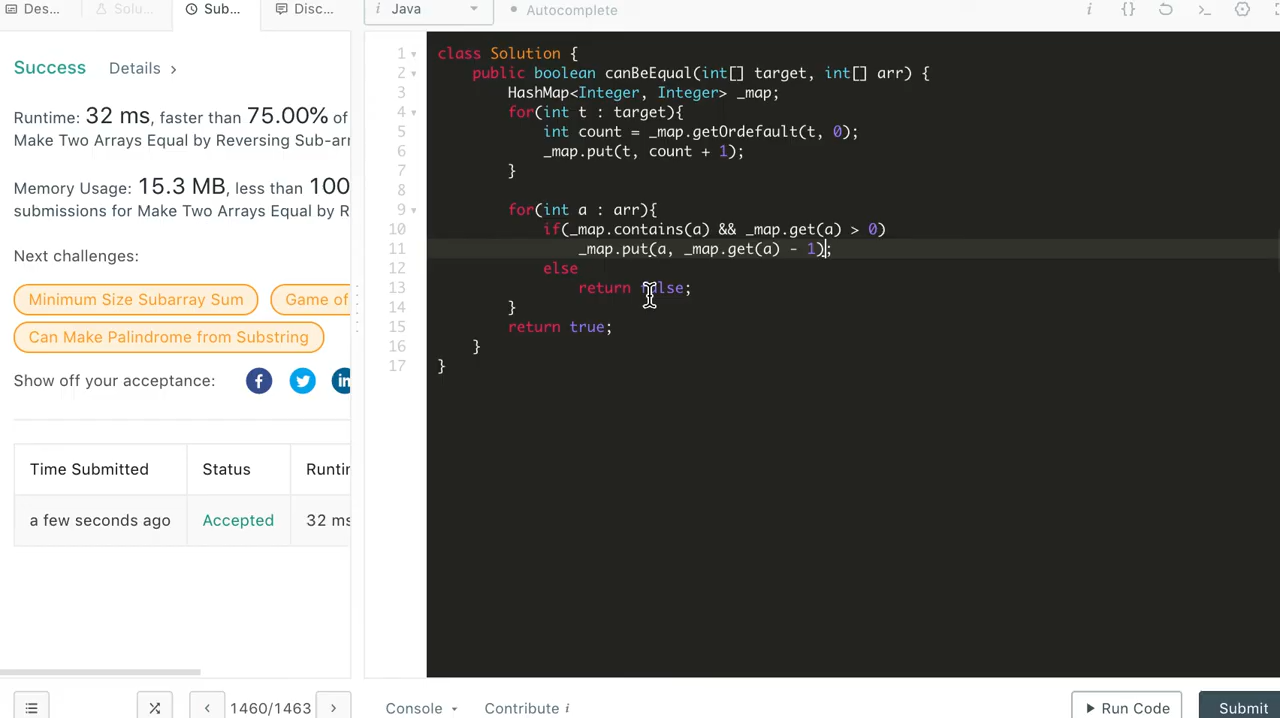 Des...
Solu...
Sub...
Disc...
i Java
Autocomplete
Success Details >
Runtime: 32 ms, faster than 75.00% of
Make Two Arrays Equal by Reversing Sub-arr
Memory Usage: 15.3 MB, less than 100
submissions for Make Two Arrays Equal by R
Next challenges:
Minimum Size Subarray Sum
Game of
Can Make Palindrome from Substring
Show off your acceptance:
Time Submitted Status Runtin
a few seconds ago Accepted 32 ms
1 class Solution {
2 public boolean canBeEqual(int[] target, int[] arr) {
3 HashMap<Integer, Integer> _map;
4 for(int t : target){
5 int count = _map.getOrdefault(t, 0);
6 _map.put(t, count + 1);
7 }
8
9 for(int a : arr){
10 if(_map.contains(a) && _map.get(a) > 0)
11 _map.put(a, _map.get(a) - 1);
12 else
13 return false;
14 }
15 return true;
16 }
17 }
< 1460/1463 >
Console
Contribute i
Run Code
Submit